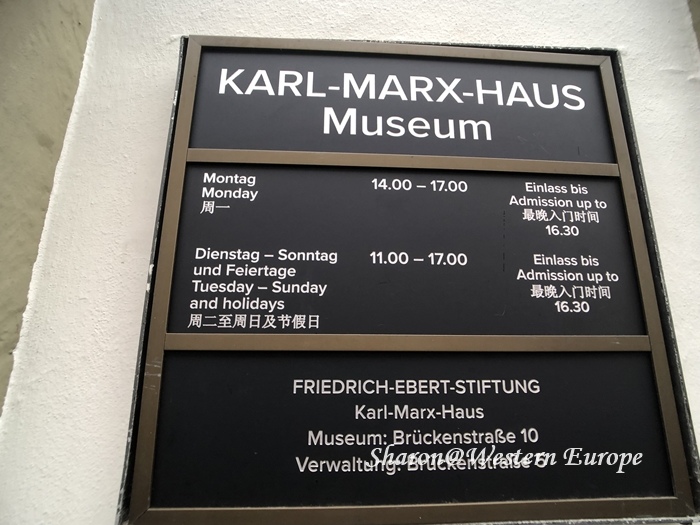 KARL-MARX-HAUS
Museum
Montag
Monday
周一
14.00 – 17.00
Einlass bis
Admission up to
最晚入门时间
16.30
Dienstag – Sonntag
und Feiertage
Tuesday – Sunday
and holidays
周二至周日及节假日
11.00 – 17.00
Einlass bis
Admission up to
最晚入门时间
16.30
FRIEDRICH-EBERT-STIFTUNG
Karl-Marx-Haus
Museum: Brückenstraße 10
Verwaltung: Brückenstraße
Sharon@Western Europe